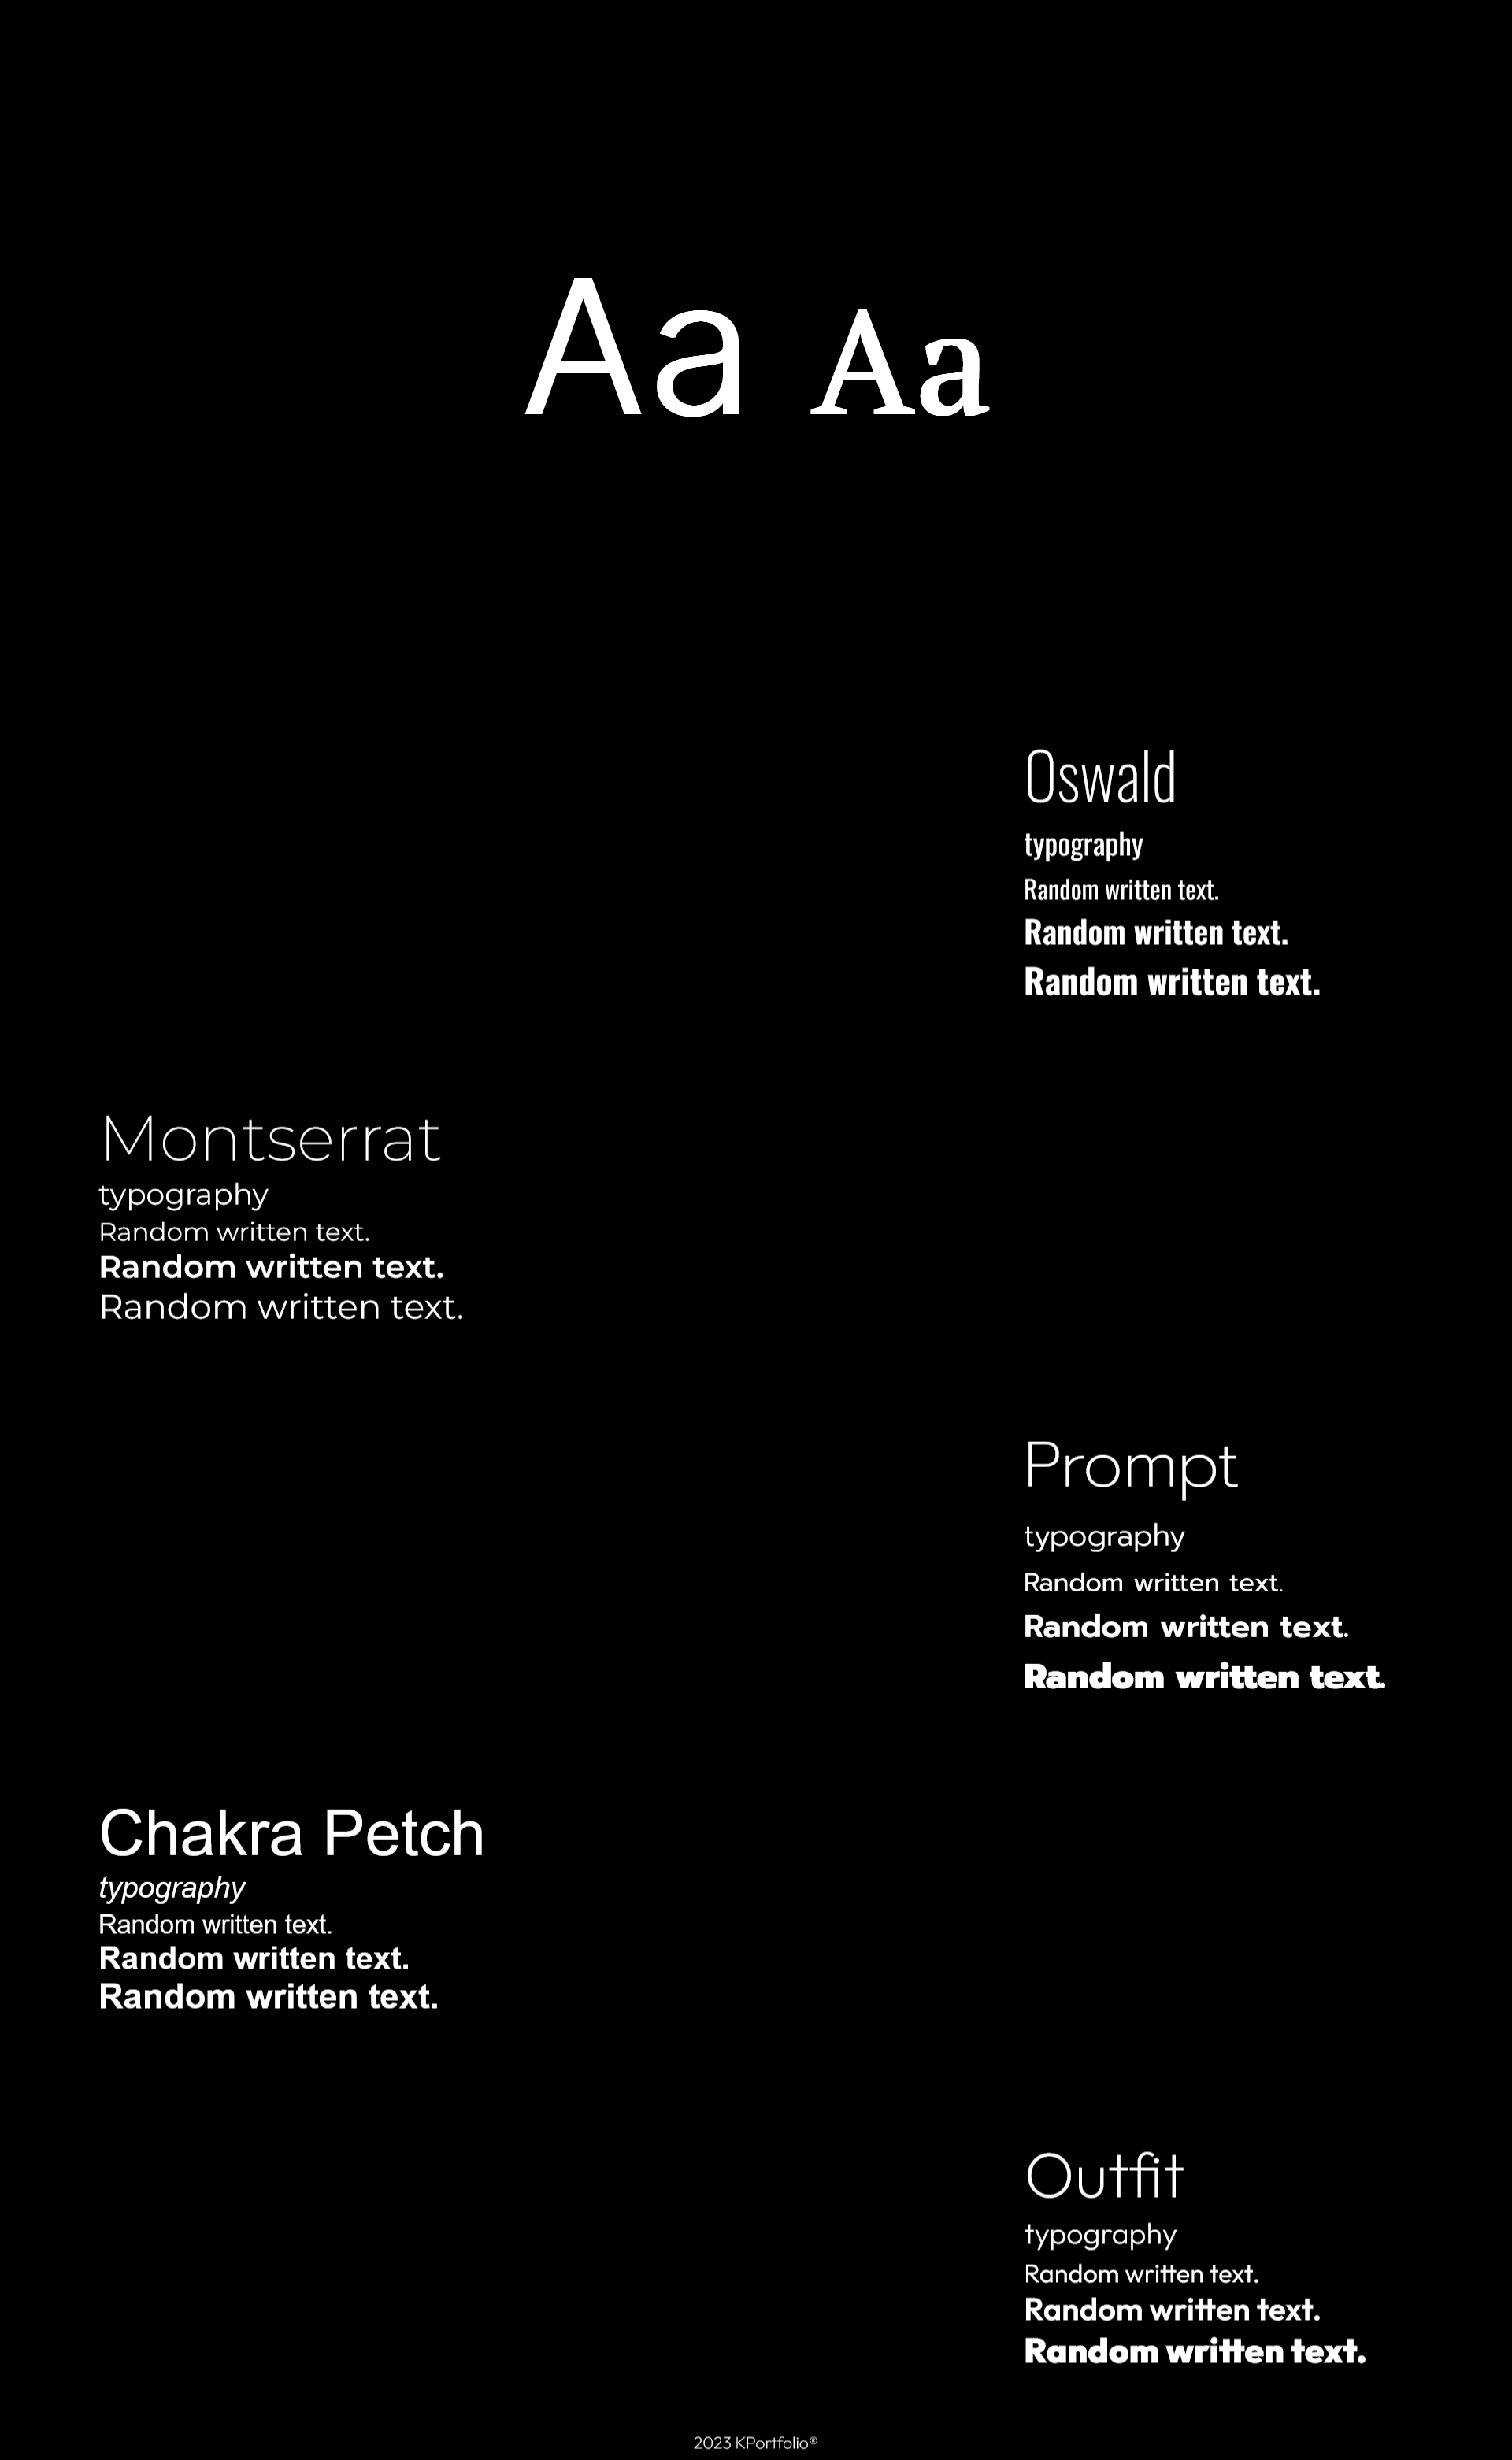 Aa Aa
Oswald
typography
Random written text.
Random written text.
Random written text.
Montserrat
typography
Random written text.
Random written text.
Random written text.
Prompt
typography
Random written text.
Random written text.
Random written text.
Chakra Petch
typography
Random written text.
Random written text.
Random written text.
Outfit
typography
Random written text.
Random written text.
Random written text.
2023 KPortfolio®